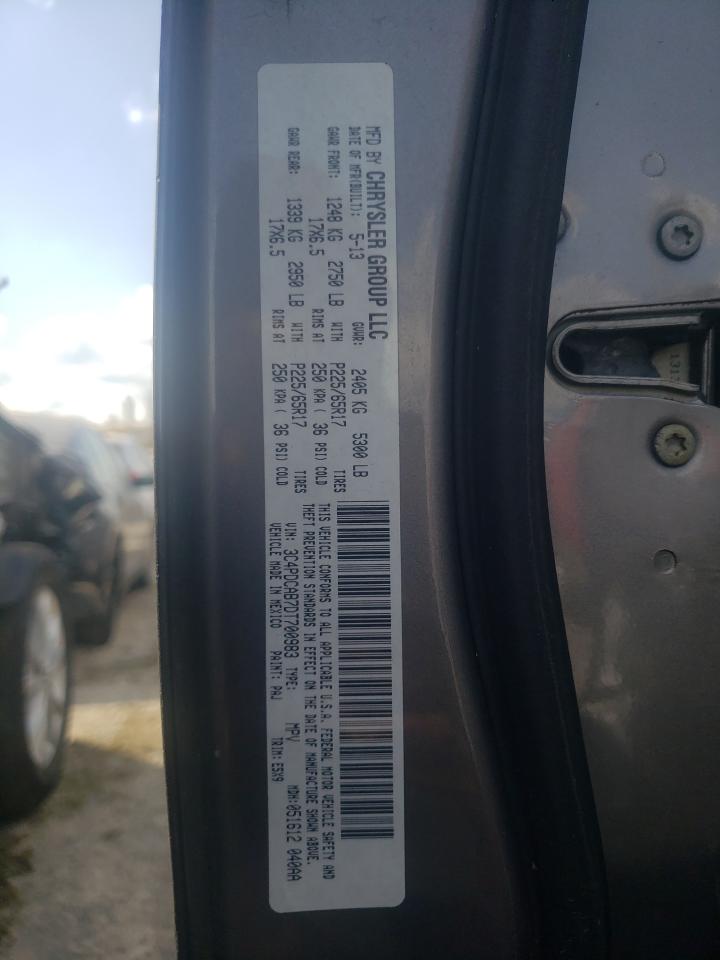 MFD BY CHRYSLER GROUP LLC
DATE OF MFR(BUILT): 5-13 GVWR: 2405 KG 5300 LB
GAWR FRONT: 1248 KG 2750 LB WITH P225/65R17 TIRES
17X6.5 RIMS AT 250 KPA ( 36 PSI) COLD
GAWR REAR: 1339 KG 2950 LB WITH P225/65R17 TIRES
17X6.5 RIMS AT 250 KPA ( 36 PSI) COLD
THIS VEHICLE CONFORMS TO ALL APPLICABLE U.S.A. FEDERAL MOTOR VEHICLE SAFETY AND
THEFT PREVENTION STANDARDS IN EFFECT ON THE DATE OF MANUFACTURE SHOWN ABOVE.
VIN: 3C4PDCAB7DT700983 TYPE: MPV MDH:051612 040AA
VEHICLE MADE IN MEXICO PAINT: PAJ TRIM: E5X9